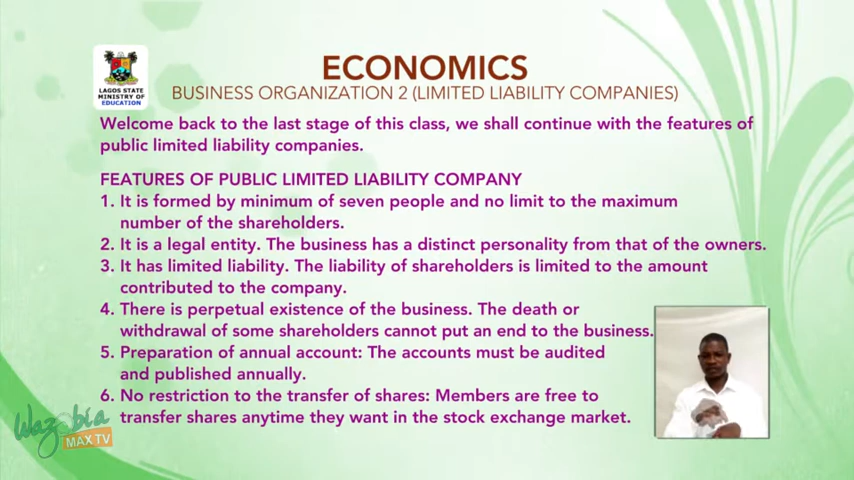 LAGOS STATE
MINISTRY OF
EDUCATION
ECONOMICS
BUSINESS ORGANIZATION 2 (LIMITED LIABILITY COMPANIES)
Welcome back to the last stage of this class, we shall continue with the features of
public limited liability companies.
FEATURES OF PUBLIC LIMITED LIABILITY COMPANY
1. It is formed by minimum of seven people and no limit to the maximum
number of the shareholders.
2. It is a legal entity. The business has a distinct personality from that of the owners.
3. It has limited liability. The liability of shareholders is limited to the amount
contributed to the company.
4. There is perpetual existence of the business. The death or
withdrawal of some shareholders cannot put an end to the business.
5. Preparation of annual account: The accounts must be audited
and published annually.
6. No restriction to the transfer of shares: Members are free to
transfer shares anytime they want in the stock exchange market.
Wazobia
MAX TV